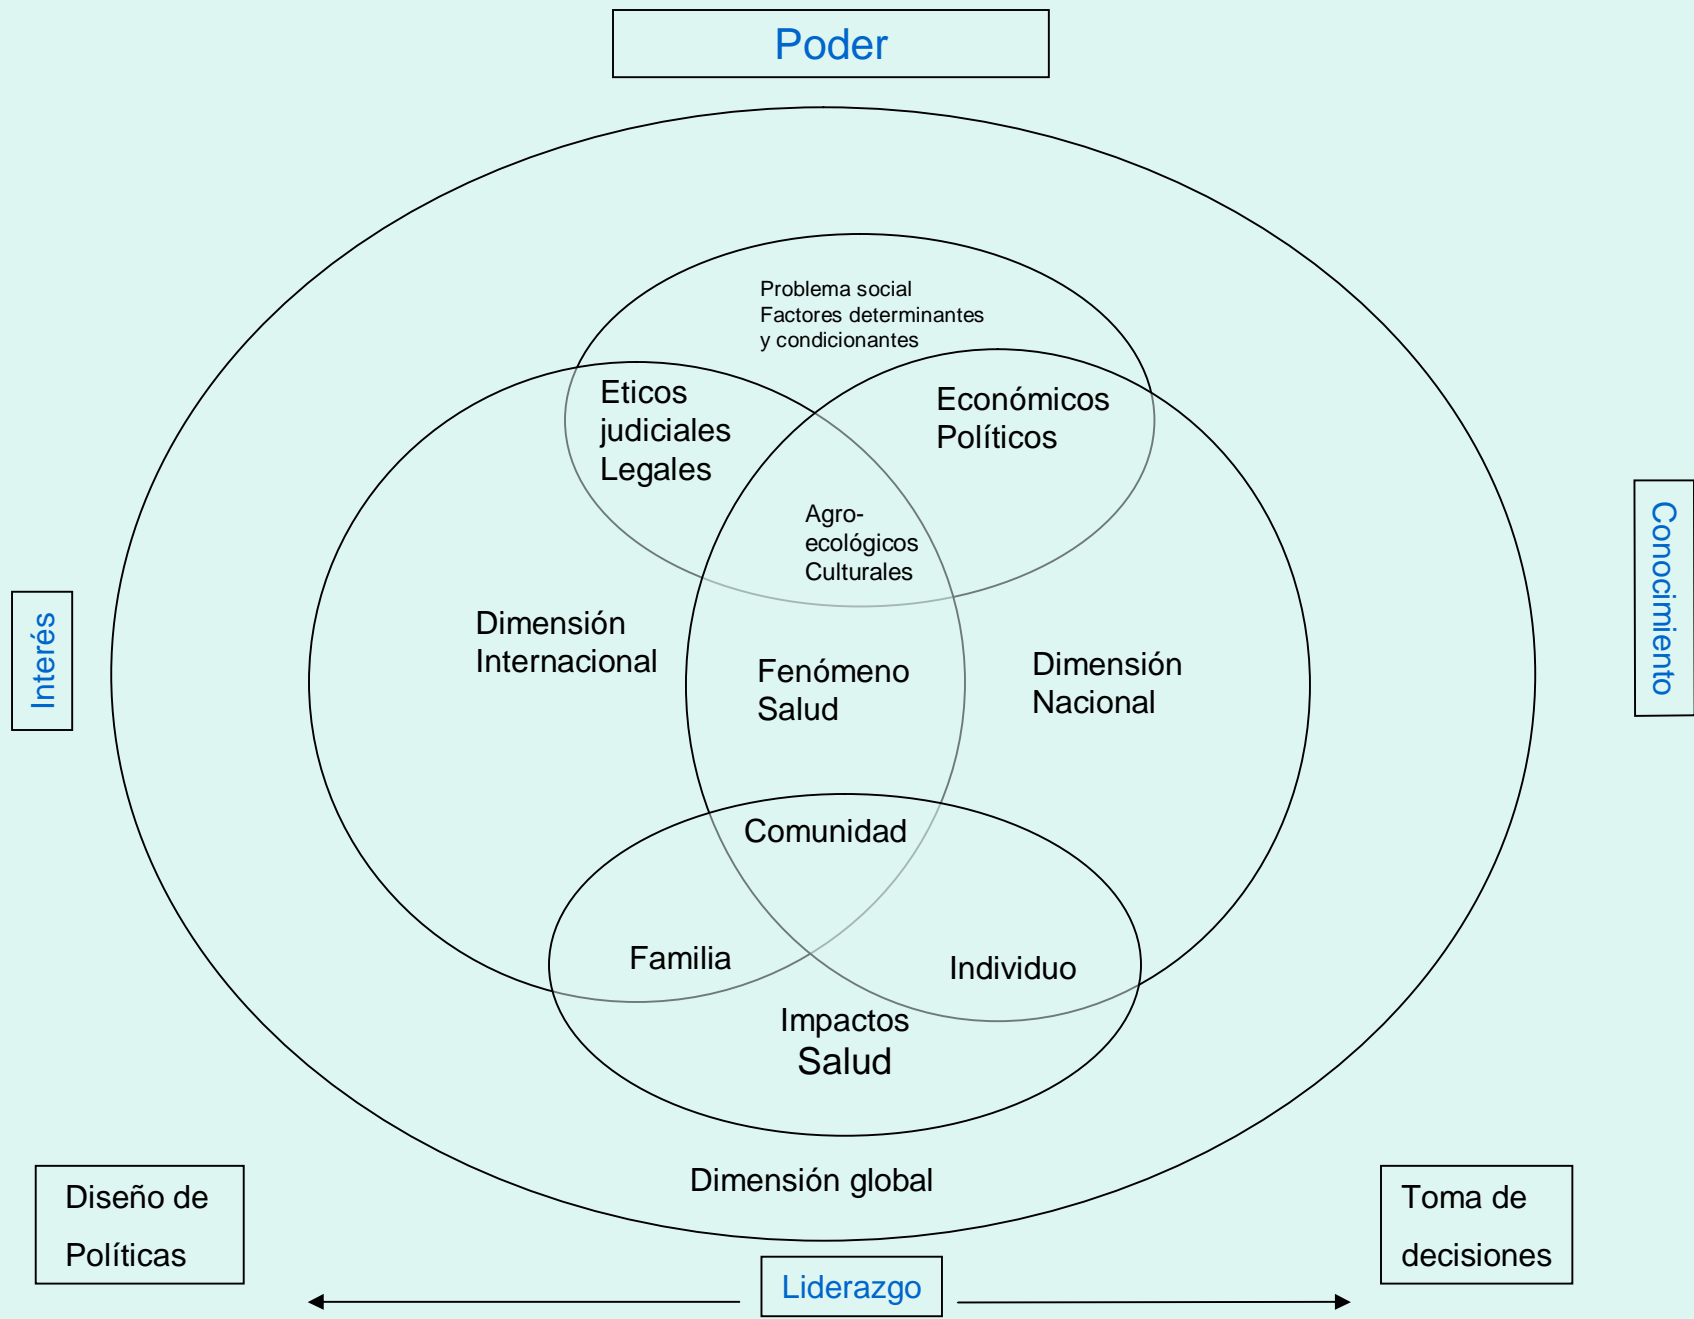 Poder
Problema social
Factores determinantes
y condicionantes
Eticos
judiciales
Legales
Económicos
Políticos
Agro-
ecológicos
Culturales
Interés
Conocimiento
Dimensión
Internacional
Fenómeno
Salud
Dimensión
Nacional
Comunidad
Familia
Individuo
Impactos
Salud
Dimensión global
Diseño de
Políticas
Toma de
decisiones
Liderazgo